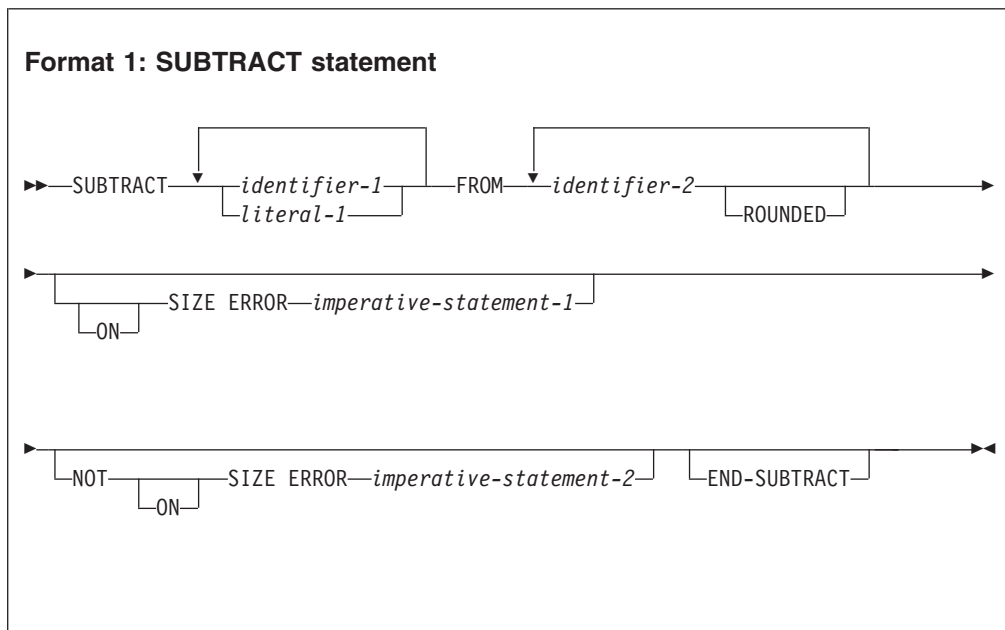 Format 1: SUBTRACT statement
SUBTRACT identifier-1 FROM identifier-2
literal-1 ROUNDED
SIZE ERROR imperative-statement-1
ON
NOT SIZE ERROR imperative-statement-2 END-SUBTRACT
ON